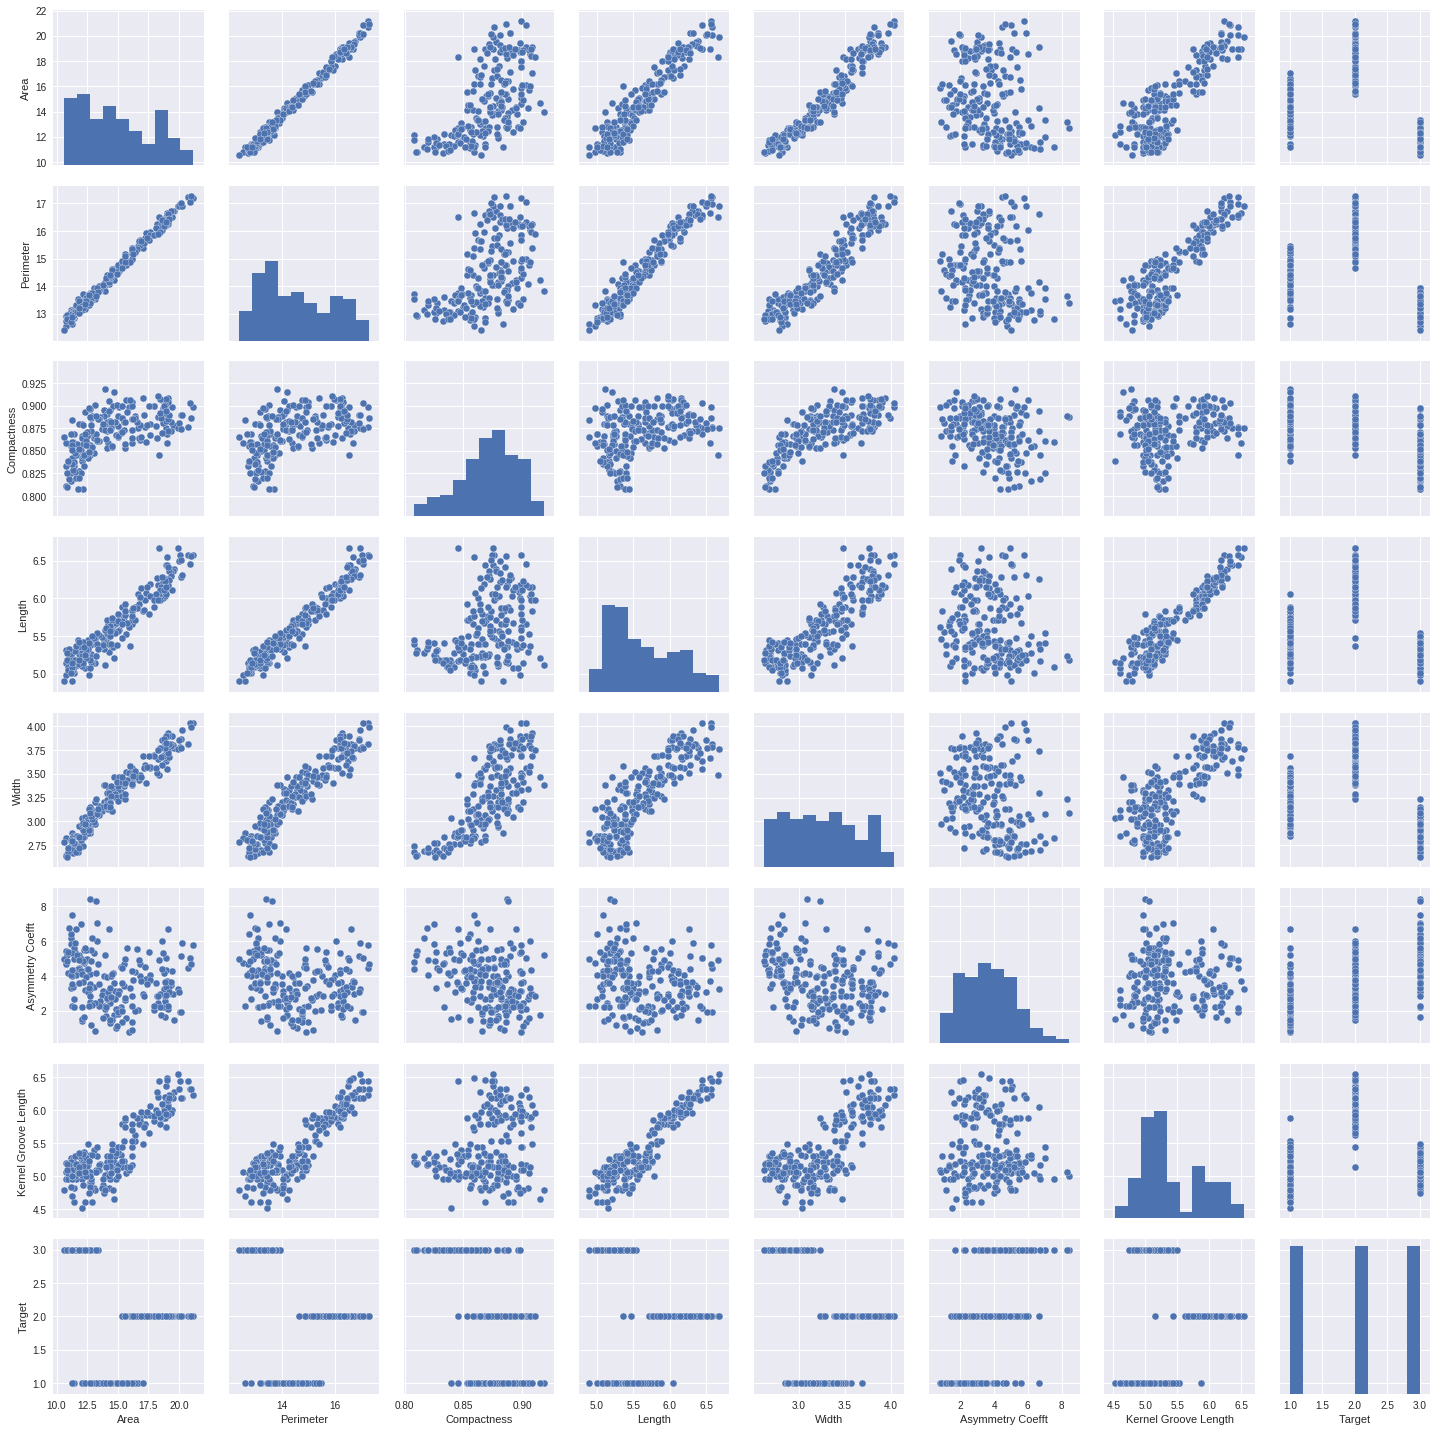 22
20
18
16
14
12
10
Area
17
16
15
14
13
Perimeter
0.925
0.900
0.875
0.850
0.825
0.800
Compactness
6.5
6.0
5.5
5.0
Length
4.00
3.75
3.50
3.25
3.00
2.75
Width
8
6
4
2
Asymmetry Coefft
6.5
6.0
5.5
5.0
4.5
Kernel Groove Length
3.0
2.5
2.0
1.5
1.0
Target
10.0 12.5 15.0 17.5 20.0
14 16
0.80 0.85 0.90
5.0 5.5 6.0 6.5
3.0 3.5 4.0
2 4 6 8
4.5 5.0 5.5 6.0 6.5
1.0 1.5 2.0 2.5 3.0
Area
Perimeter
Compactness
Length
Width
Asymmetry Coefft
Kernel Groove Length
Target